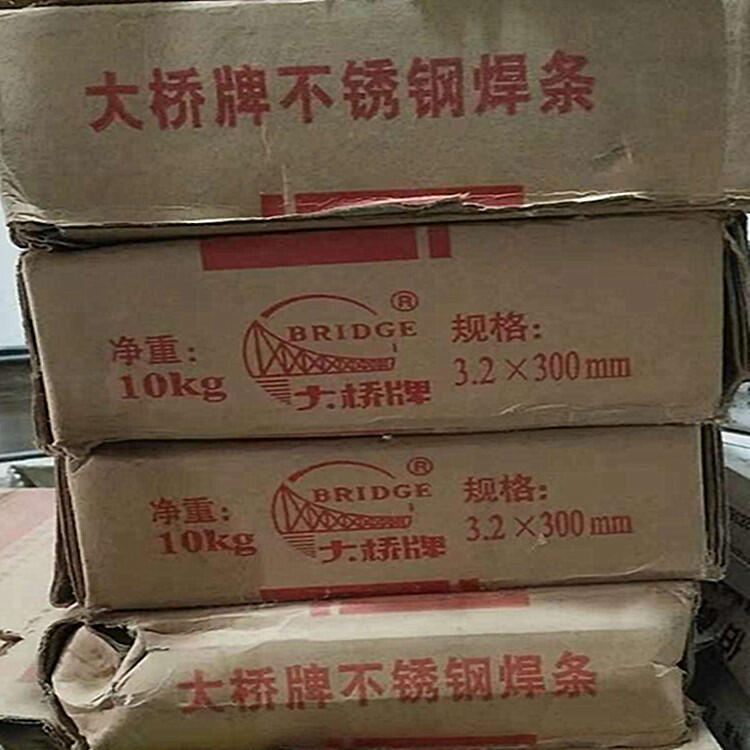 大桥牌不锈钢焊条
净重:
10kg
BRIDGE
®
大桥牌
规格:
3.2×300mm
净重:
10kg
BRIDGE
®
大桥牌
规格:
3.2×300mm
大桥牌不锈钢焊条